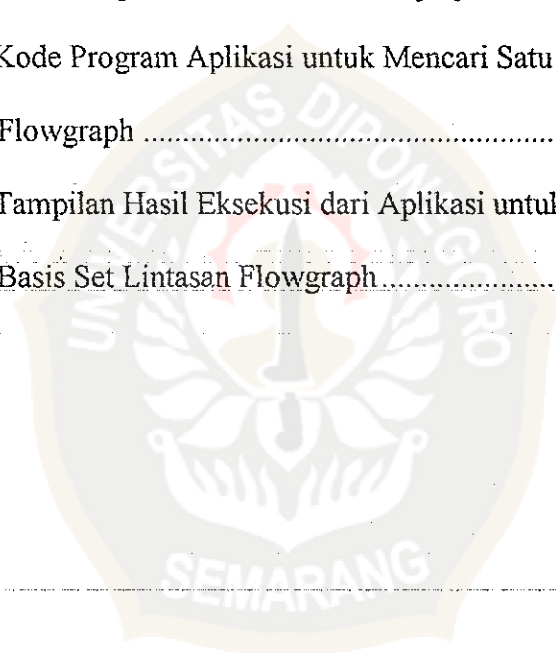 Kode Program Aplikasi untuk Mencari Satu
Flowgraph ................................................
Tampilan Hasil Eksekusi dari Aplikasi untuk
Basis Set Lintasan Flowgraph.....................
UNIVERSITAS DIPONEGORO
SEMARANG